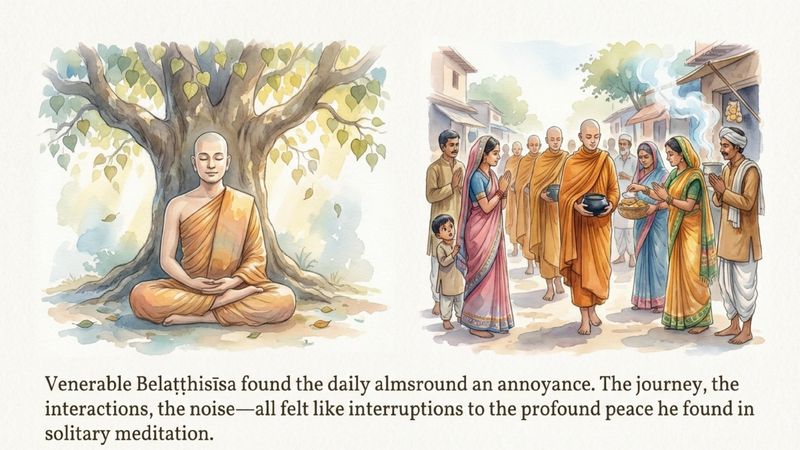 Venerable Belaṭṭhisīsa found the daily almsround an annoyance. The journey, the
interactions, the noise—all felt like interruptions to the profound peace he found in
solitary meditation.